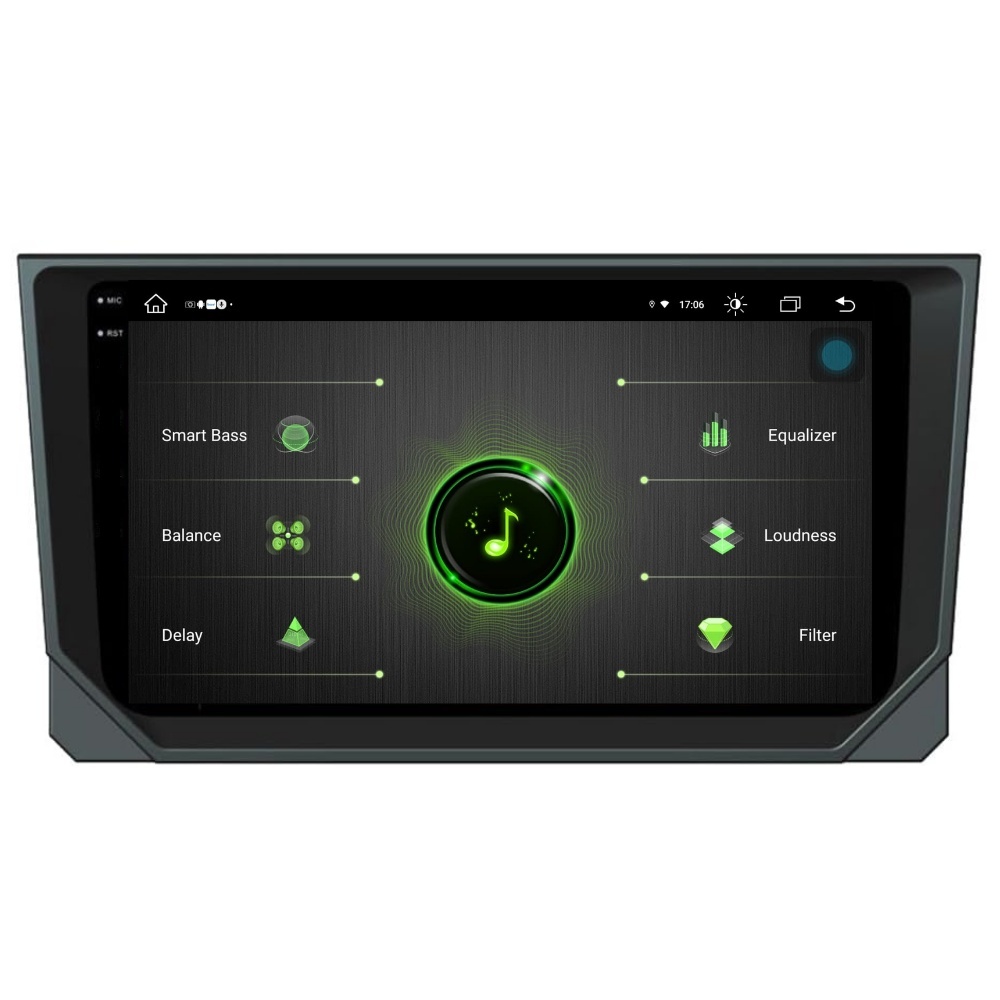 MIC
17:06
RST
Smart Bass
Equalizer
Balance
Loudness
Delay
Filter